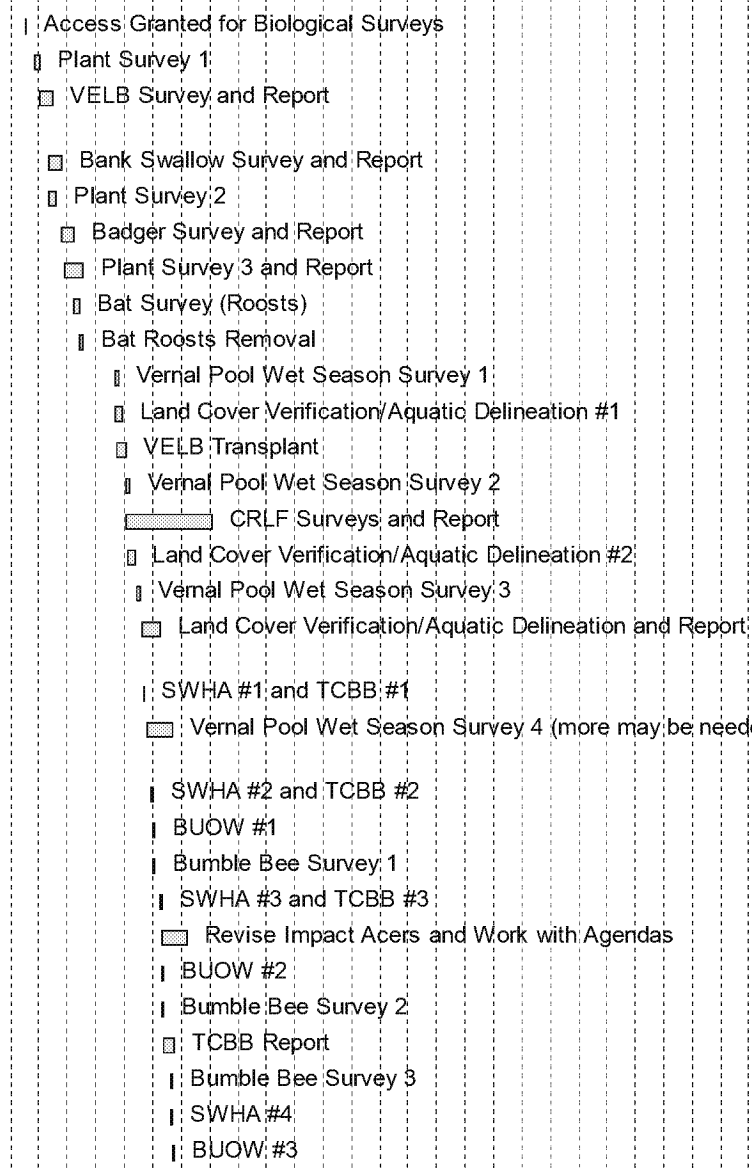 Access Granted for Biological Surveys
Plant Survey 1
VELB Survey and Report
Bank Swallow Survey and Report
Plant Survey 2
Badger Survey and Report
Plant Survey 3 and Report
Bat Survey (Roosts)
Bat Roosts Removal
Vernal Pool Wet Season Survey 1
Land Cover Verification/Aquatic Delineation #1
VELB Transplant
Vernal Pool Wet Season Survey 2
CRLF Surveys and Report
Land Cover Verification/Aquatic Delineation #2
Vernal Pool Wet Season Survey 3
Land Cover Verification/Aquatic Delineation and Report
SWHA #1 and TCBB #1
Vernal Pool Wet Season Survey 4 (more may be neede
SWHA #2 and TCBB #2
BUOW #1
Bumble Bee Survey 1
SWHA #3 and TCBB #3
Revise Impact Acers and Work with Agendas
BUOW #2
Bumble Bee Survey 2
TCBB Report
Bumble Bee Survey 3
SWHA #4
BUOW #3